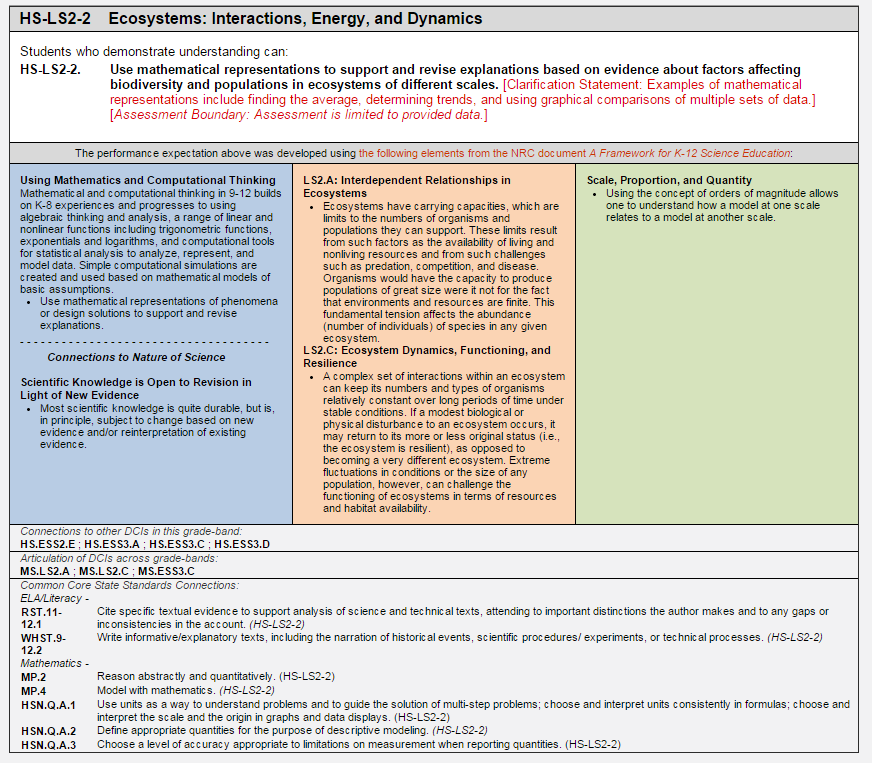 HS-LS2-2 Ecosystems: Interactions, Energy, and Dynamics
Students who demonstrate understanding can:
HS-LS2-2. Use mathematical representations to support and revise explanations based on evidence about factors affecting
biodiversity and populations in ecosystems of different scales. [Clarification Statement: Examples of mathematical
representations include finding the average, determining trends, and using graphical comparisons of multiple sets of data.]
[Assessment Boundary: Assessment is limited to provided data.]
The performance expectation above was developed using the following elements from the NRC document A Framework for K-12 Science Education:
Using Mathematics and Computational Thinking
Mathematical and computational thinking in 9-12 builds
on K-8 experiences and progresses to using
algebraic thinking and analysis, a range of linear and
nonlinear functions including trigonometric functions,
exponentials and logarithms, and computational tools
for statistical analysis to analyze, represent, and
model data. Simple computational simulations are
created and used based on mathematical models of
basic assumptions.
• Use mathematical representations of phenomena
or design solutions to support and revise
explanations.
- - - - - - - - - - - - - - - - - - - - - - - - - - - - - - - - - - -
Connections to Nature of Science
Scientific Knowledge is Open to Revision in
Light of New Evidence
• Most scientific knowledge is quite durable, but is,
in principle, subject to change based on new
evidence and/or reinterpretation of existing
evidence.
LS2.A: Interdependent Relationships in
Ecosystems
• Ecosystems have carrying capacities, which are
limits to the numbers of organisms and
populations they can support. These limits result
from such factors as the availability of living and
nonliving resources and from such challenges
such as predation, competition, and disease.
Organisms would have the capacity to produce
populations of great size were it not for the fact
that environments and resources are finite. This
fundamental tension affects the abundance
(number of individuals) of species in any given
ecosystem.
LS2.C: Ecosystem Dynamics, Functioning, and
Resilience
• A complex set of interactions within an ecosystem
can keep its numbers and types of organisms
relatively constant over long periods of time under
stable conditions. If a modest biological or
physical disturbance to an ecosystem occurs, it
may return to its more or less original status (i.e.,
the ecosystem is resilient), as opposed to
becoming a very different ecosystem. Extreme
fluctuations in conditions or the size of any
population, however, can challenge the
functioning of ecosystems in terms of resources
and habitat availability.
Scale, Proportion, and Quantity
• Using the concept of orders of magnitude allows
one to understand how a model at one scale
relates to a model at another scale.
Connections to other DCIs in this grade-band:
HS.ESS2.E ; HS.ESS3.A ; HS.ESS3.C ; HS.ESS3.D
Articulation of DCIs across grade-bands:
MS.LS2.A ; MS.LS2.C ; MS.ESS3.C
Common Core State Standards Connections:
ELA/Literacy -
RST.11- Cite specific textual evidence to support analysis of science and technical texts, attending to important distinctions the author makes and to any gaps or
12.1 inconsistencies in the account. (HS-LS2-2)
WHST.9- Write informative/explanatory texts, including the narration of historical events, scientific procedures/ experiments, or technical processes. (HS-LS2-2)
12.2
Mathematics -
MP.2 Reason abstractly and quantitatively. (HS-LS2-2)
MP.4 Model with mathematics. (HS-LS2-2)
HSN.Q.A.1 Use units as a way to understand problems and to guide the solution of multi-step problems; choose and interpret units consistently in formulas; choose and
interpret the scale and the origin in graphs and data displays. (HS-LS2-2)
HSN.Q.A.2 Define appropriate quantities for the purpose of descriptive modeling. (HS-LS2-2)
HSN.Q.A.3 Choose a level of accuracy appropriate to limitations on measurement when reporting quantities. (HS-LS2-2)